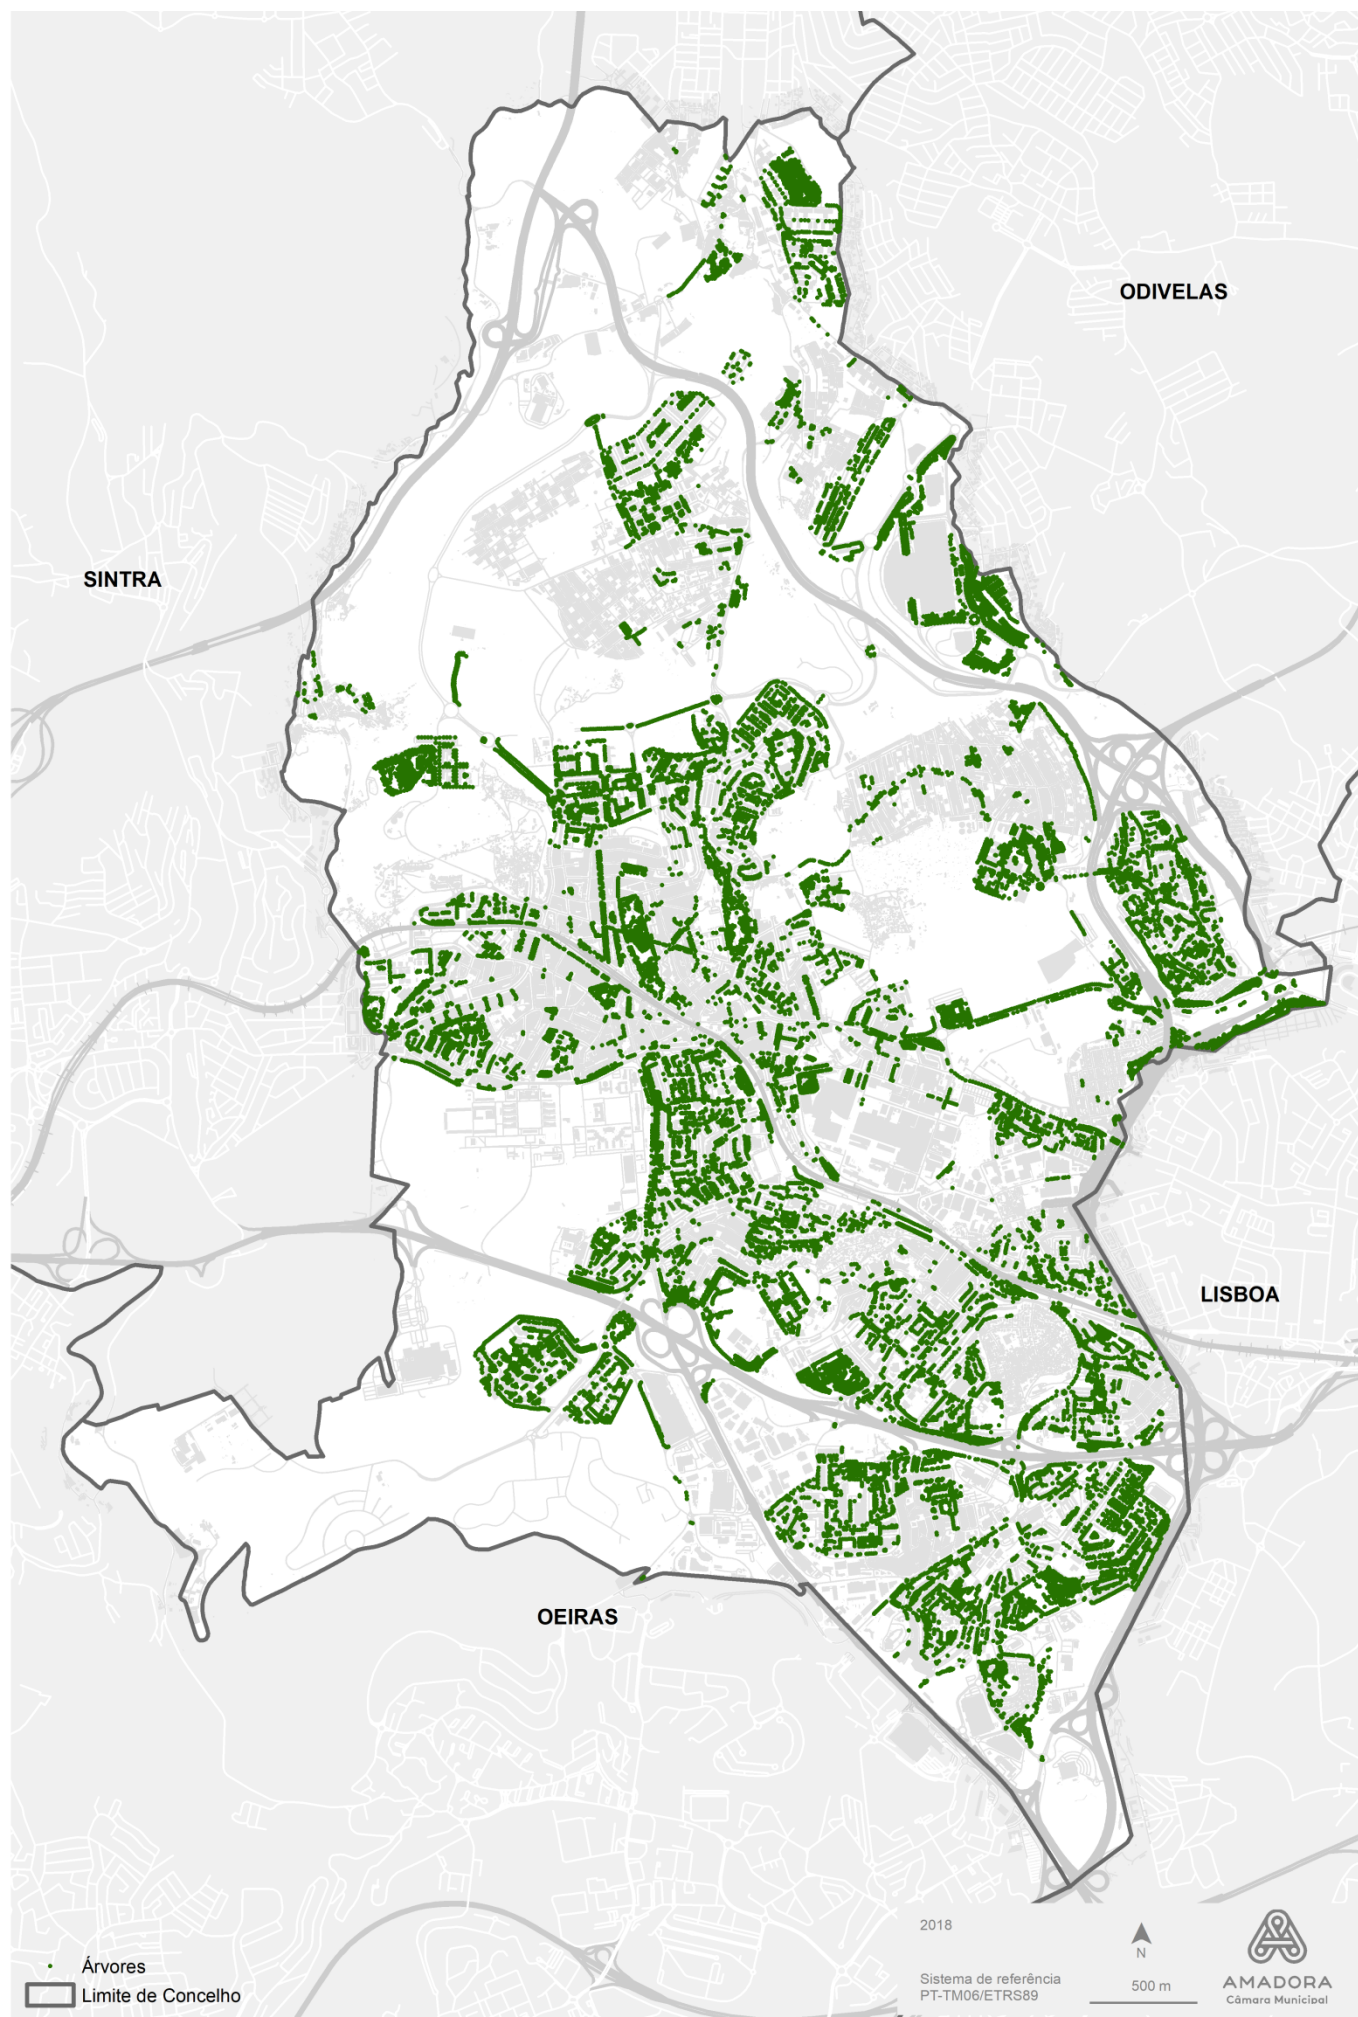 ODIVELAS
SINTRA
LISBOA
OEIRAS
Árvores
Limite de Concelho
2018
N
Sistema de referência
PT-TM06/ETRS89
500 m
AMADORA
Câmara Municipal